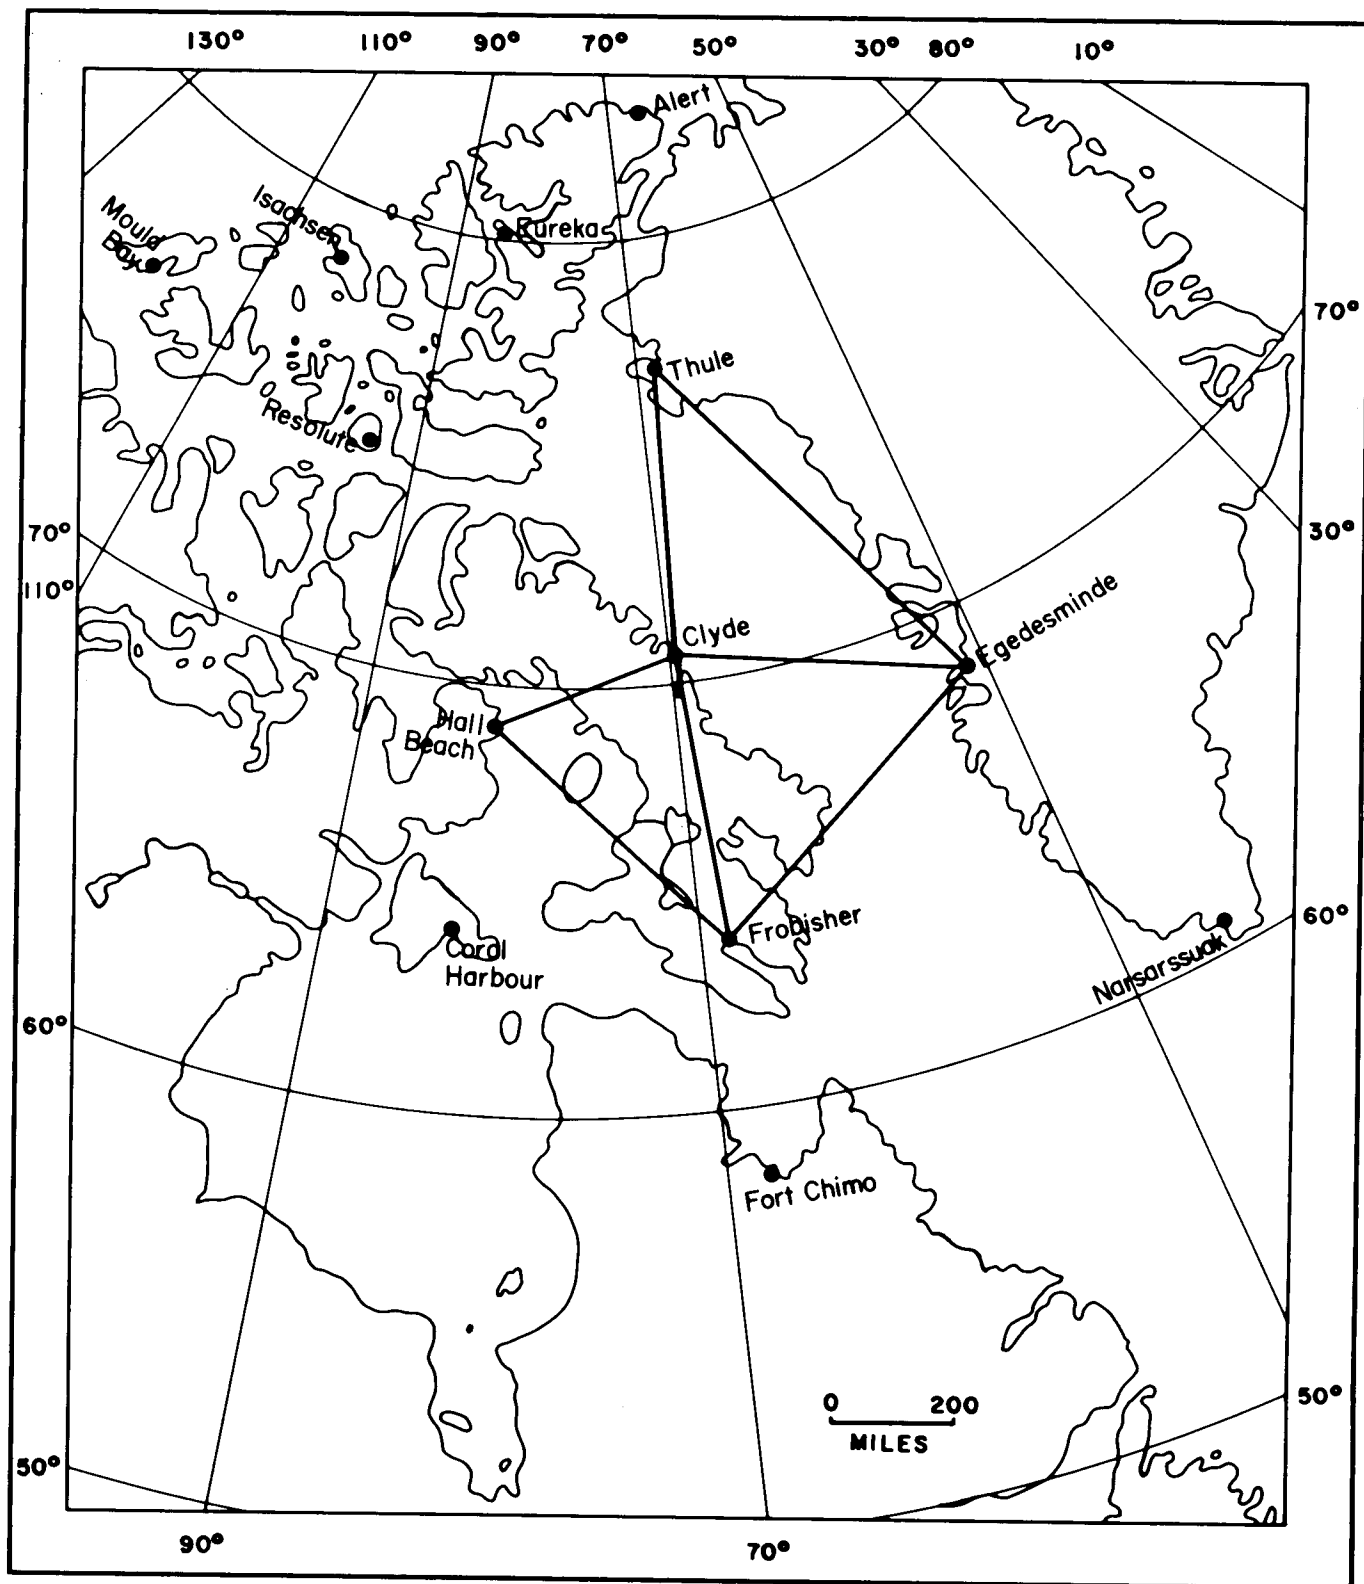 130° 110° 90° 70° 50° 30° 80° 10°
Alert
Isachsen
Mould
Bay
Eureka
70°
Thule
Resolute
70°
30°
110°
Egedesminde
Clyde
Hall
Beach
Frobisher
60°
Coral
Harbour
Narsarssuak
60°
Fort Chimo
0 200
MILES
50°
50°
90° 70°